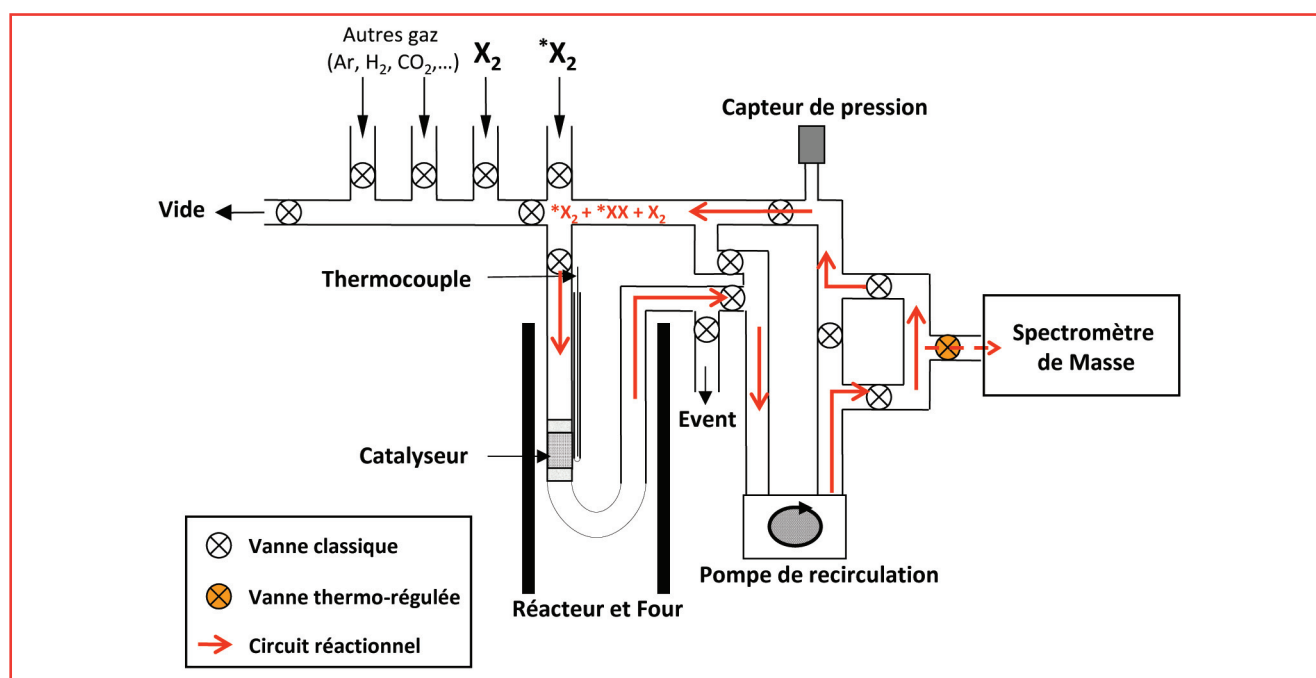 Autres gaz
(Ar, H₂, CO₂,...)
X₂
*X₂
Capteur de pression
Vide
*X₂ + *XX + X₂
Thermocouple
Spectromètre
de Masse
Event
Catalyseur
Vanne classique
Vanne thermo-régulée
Circuit réactionnel
Pompe de recirculation
Réacteur et Four